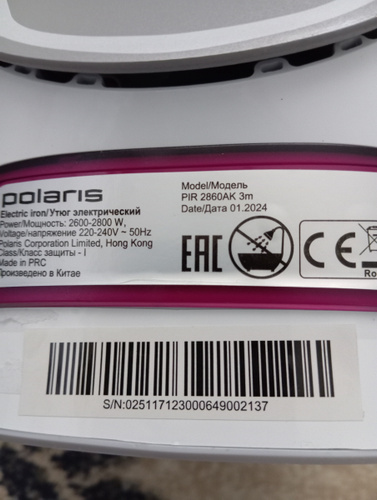 polaris
Electric iron/Утюг электрический
Power/Мощность: 2600-2800 W,
Voltage/напряжение 220-240V ~ 50Hz
Polaris Corporation Limited, Hong Kong
Class/Класс защиты - I
Made in PRC
Произведено в Китае
Model/Модель
PIR 2860AK 3m
Date/Дата 01.2024
EAC
CE
Ro
S/N:025117123000649002137